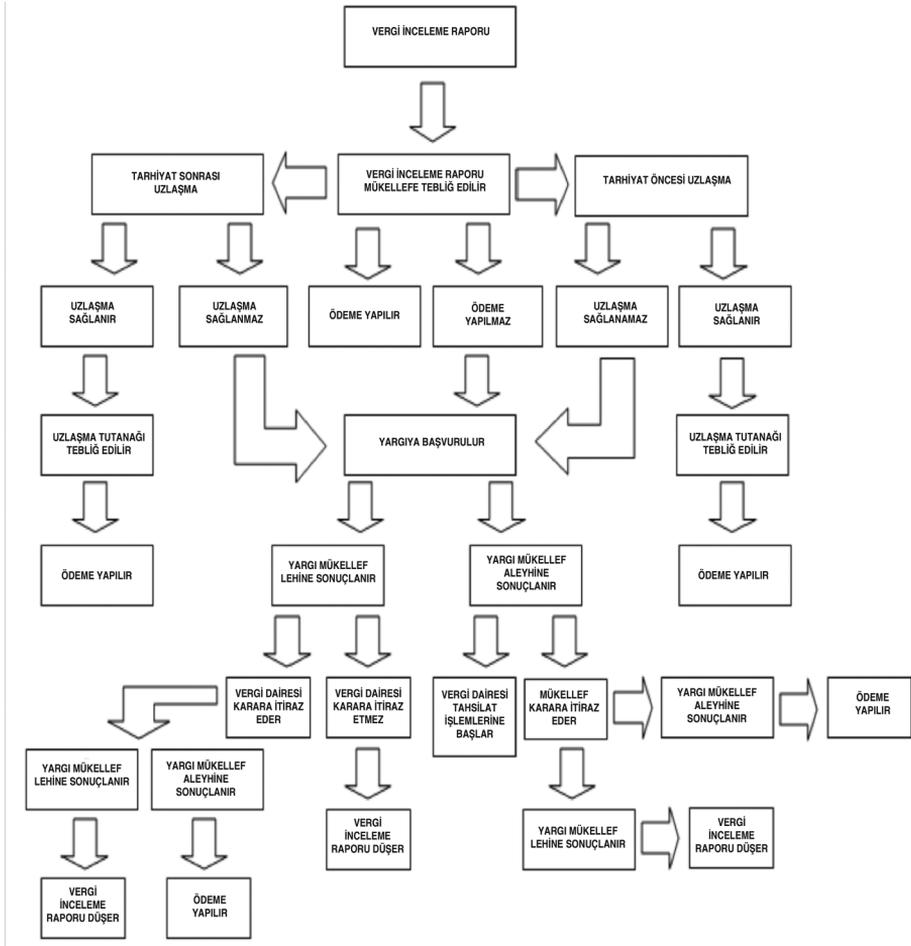 VERGİ İNCELEME RAPORU
TARHİYAT SONRASI
UZLAŞMA
VERGİ İNCELEME RAPORU
MÜKELLEFE TEBLİĞ EDİLİR
TARHİYAT ÖNCESİ UZLAŞMA
UZLAŞMA
SAĞLANIR
UZLAŞMA
SAĞLANMAZ
ÖDEME YAPILIR
ÖDEME
YAPILMAZ
UZLAŞMA
SAĞLANAMAZ
UZLAŞMA
SAĞLANIR
UZLAŞMA TUTANAĞI
TEBLİĞ EDİLİR
YARGIYA BAŞVURULUR
UZLAŞMA TUTANAĞI
TEBLİĞ EDİLİR
ÖDEME YAPILIR
YARGI MÜKELLEF
LEHİNE SONUÇLANIR
YARGI MÜKELLEF
ALEYHİNE
SONUÇLANIR
ÖDEME YAPILIR
VERGİ DAİRESİ
KARARA İTİRAZ
EDER
VERGİ DAİRESİ
KARARA İTİRAZ
ETMEZ
VERGİ DAİRESİ
TAHSİLAT
İŞLEMLERİNE
BAŞLAR
MÜKELLEF
KARARA İTİRAZ
EDER
YARGI MÜKELLEF
ALEYHİNE
SONUÇLANIR
ÖDEME
YAPILIR
YARGI MÜKELLEF
LEHİNE SONUÇLANIR
YARGI MÜKELLEF
ALEYHİNE
SONUÇLANIR
VERGİ
İNCELEME
RAPORU DÜŞER
YARGI MÜKELLEF
LEHİNE SONUÇLANIR
VERGİ
İNCELEME
RAPORU DÜŞER
VERGİ
İNCELEME
RAPORU DÜŞER
ÖDEME
YAPILIR